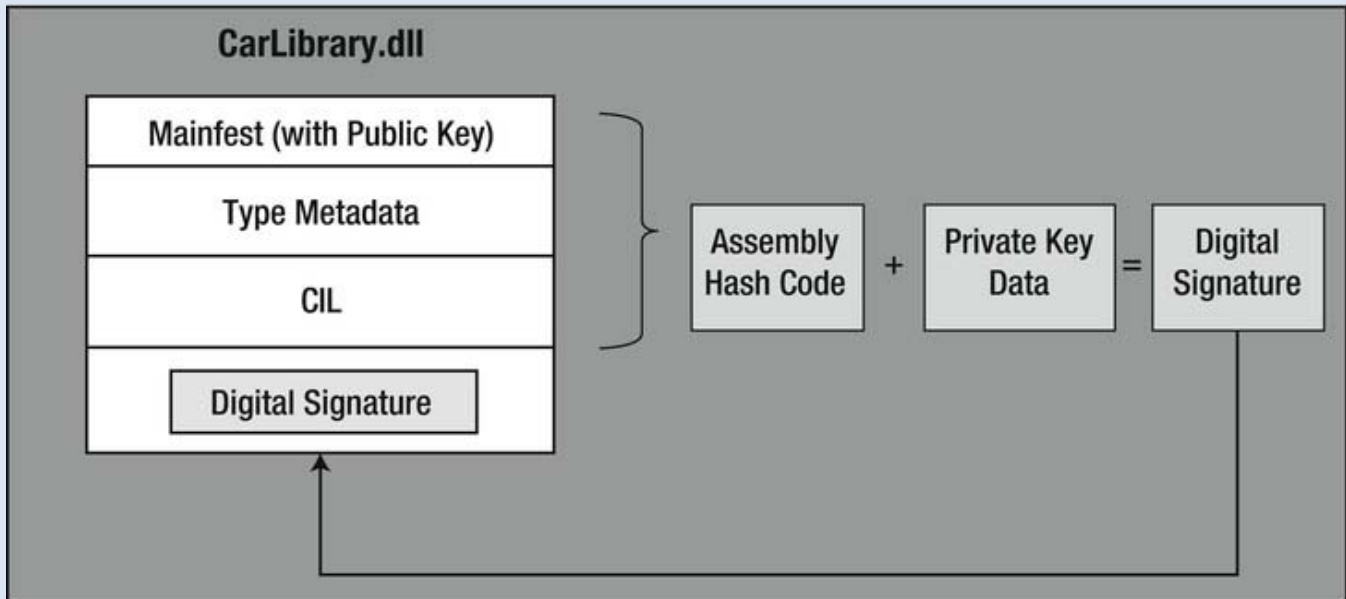 CarLibrary.dll
Mainfest (with Public Key)
Type Metadata
CIL
Digital Signature
Assembly
Hash Code
+
Private Key
Data
=
Digital
Signature